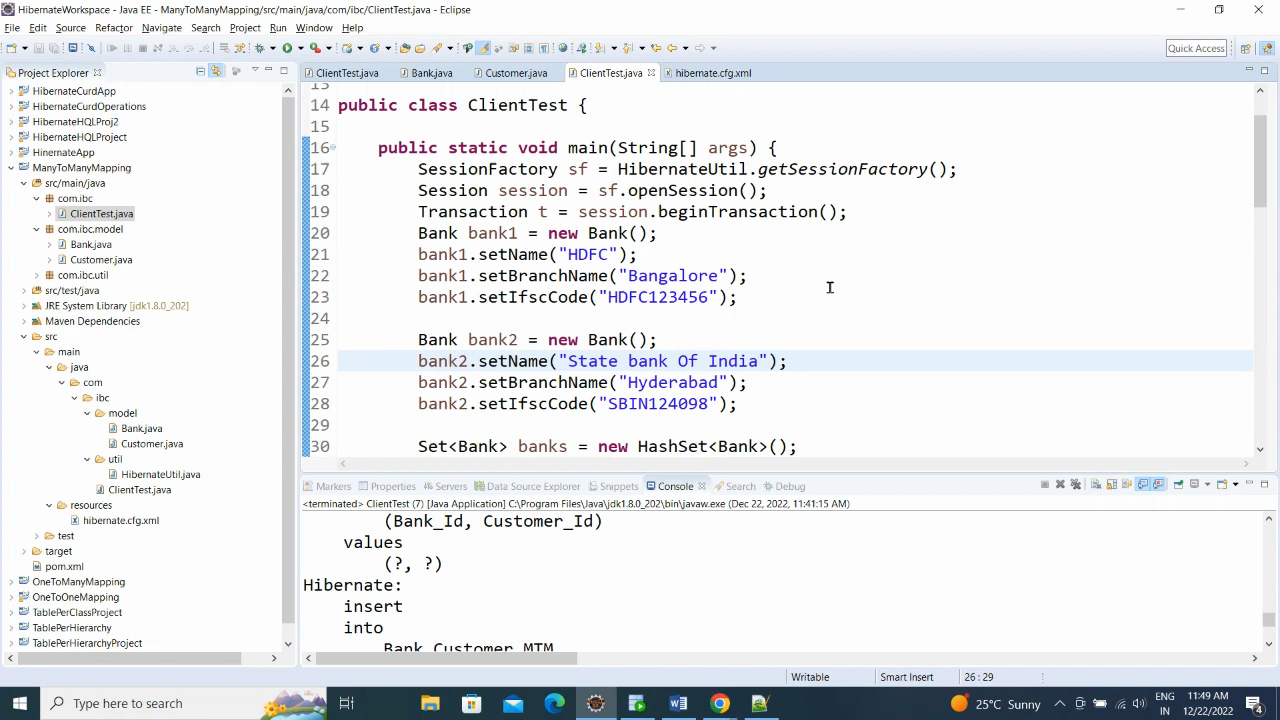 HibernateWorkspace - Java EE - ManyToManyMapping/src/main/java/com/ibc/ClientTest.java - Eclipse
File Edit Source Refactor Navigate Search Project Run Window Help
Quick Access
Project Explorer
HibernateCurdApp
HibernateCurdOperations
HibernateHQLProj2
HibernateHQLProject
HinernateApp
ManyToManyMapping
src/main/java
com.ibc
ClientTest.java
com.ibc.model
Bank.java
Customer.java
com.ibc.util
src/test/java
JRE System Library [jdk1.8.0_202]
Maven Dependencies
src
main
java
com
ibc
model
Bank.java
Customer.java
util
HibernateUtil.java
ClientTest.java
resources
hibernate.cfg.xml
test
target
pom.xml
OneToManyMapping
OneToOneMapping
TablePerClassProject
TablePerHierarchy
TablePerHierarchyProject
ClientTest.java Bank.java Customer.java ClientTest.java hibernate.cfg.xml
13
14 public class ClientTest {
15
16 public static void main(String[] args) {
17 SessionFactory sf = HibernateUtil.getSessionFactory();
18 Session session = sf.openSession();
19 Transaction t = session.beginTransaction();
20 Bank bank1 = new Bank();
21 bank1.setName("HDFC");
22 bank1.setBranchName("Bangalore");
23 bank1.setIfscCode("HDFC123456");
24
25 Bank bank2 = new Bank();
26 bank2.setName("State bank Of India");
27 bank2.setBranchName("Hyderabad");
28 bank2.setIfscCode("SBIN124098");
29
30 Set<Bank> banks = new HashSet<Bank>();
Markers Properties Servers Data Source Explorer Snippets Console Search Debug
<terminated> ClientTest (7) [Java Application] C:\Program Files\Java\jdk1.8.0_202\bin\javaw.exe (Dec 22, 2022, 11:41:15 AM)
(Bank_Id, Customer_Id)
values
(?, ?)
Hibernate:
insert
into
Bank_Customer_MTM
Writable Smart Insert 26 : 29
Type here to search
25°C Sunny
ENG
IN
11:49 AM
12/22/2022
4